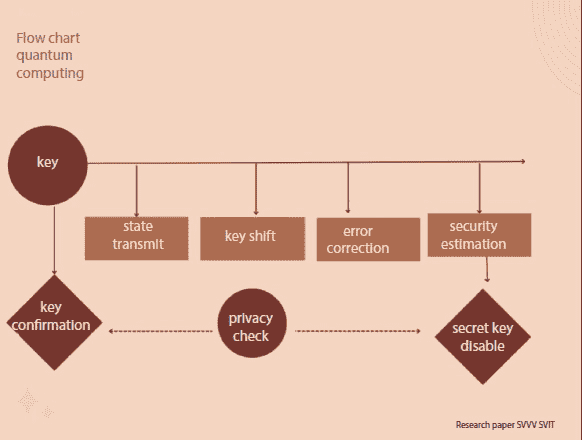 Flow chart
quantum
computing
key
state
transmit
key shift
error
correction
security
estimation
key
confirmation
privacy
check
secret key
disable
Research paper SVVV SVIT